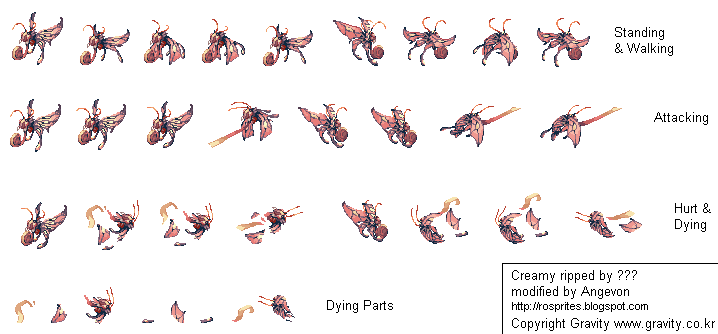 Standing
& Walking
Attacking
Hurt &
Dying
Dying Parts
Creamy ripped by ???
modified by Angevon
http://rosprites.blogspot.com
Copyright Gravity www.gravity.co.kr